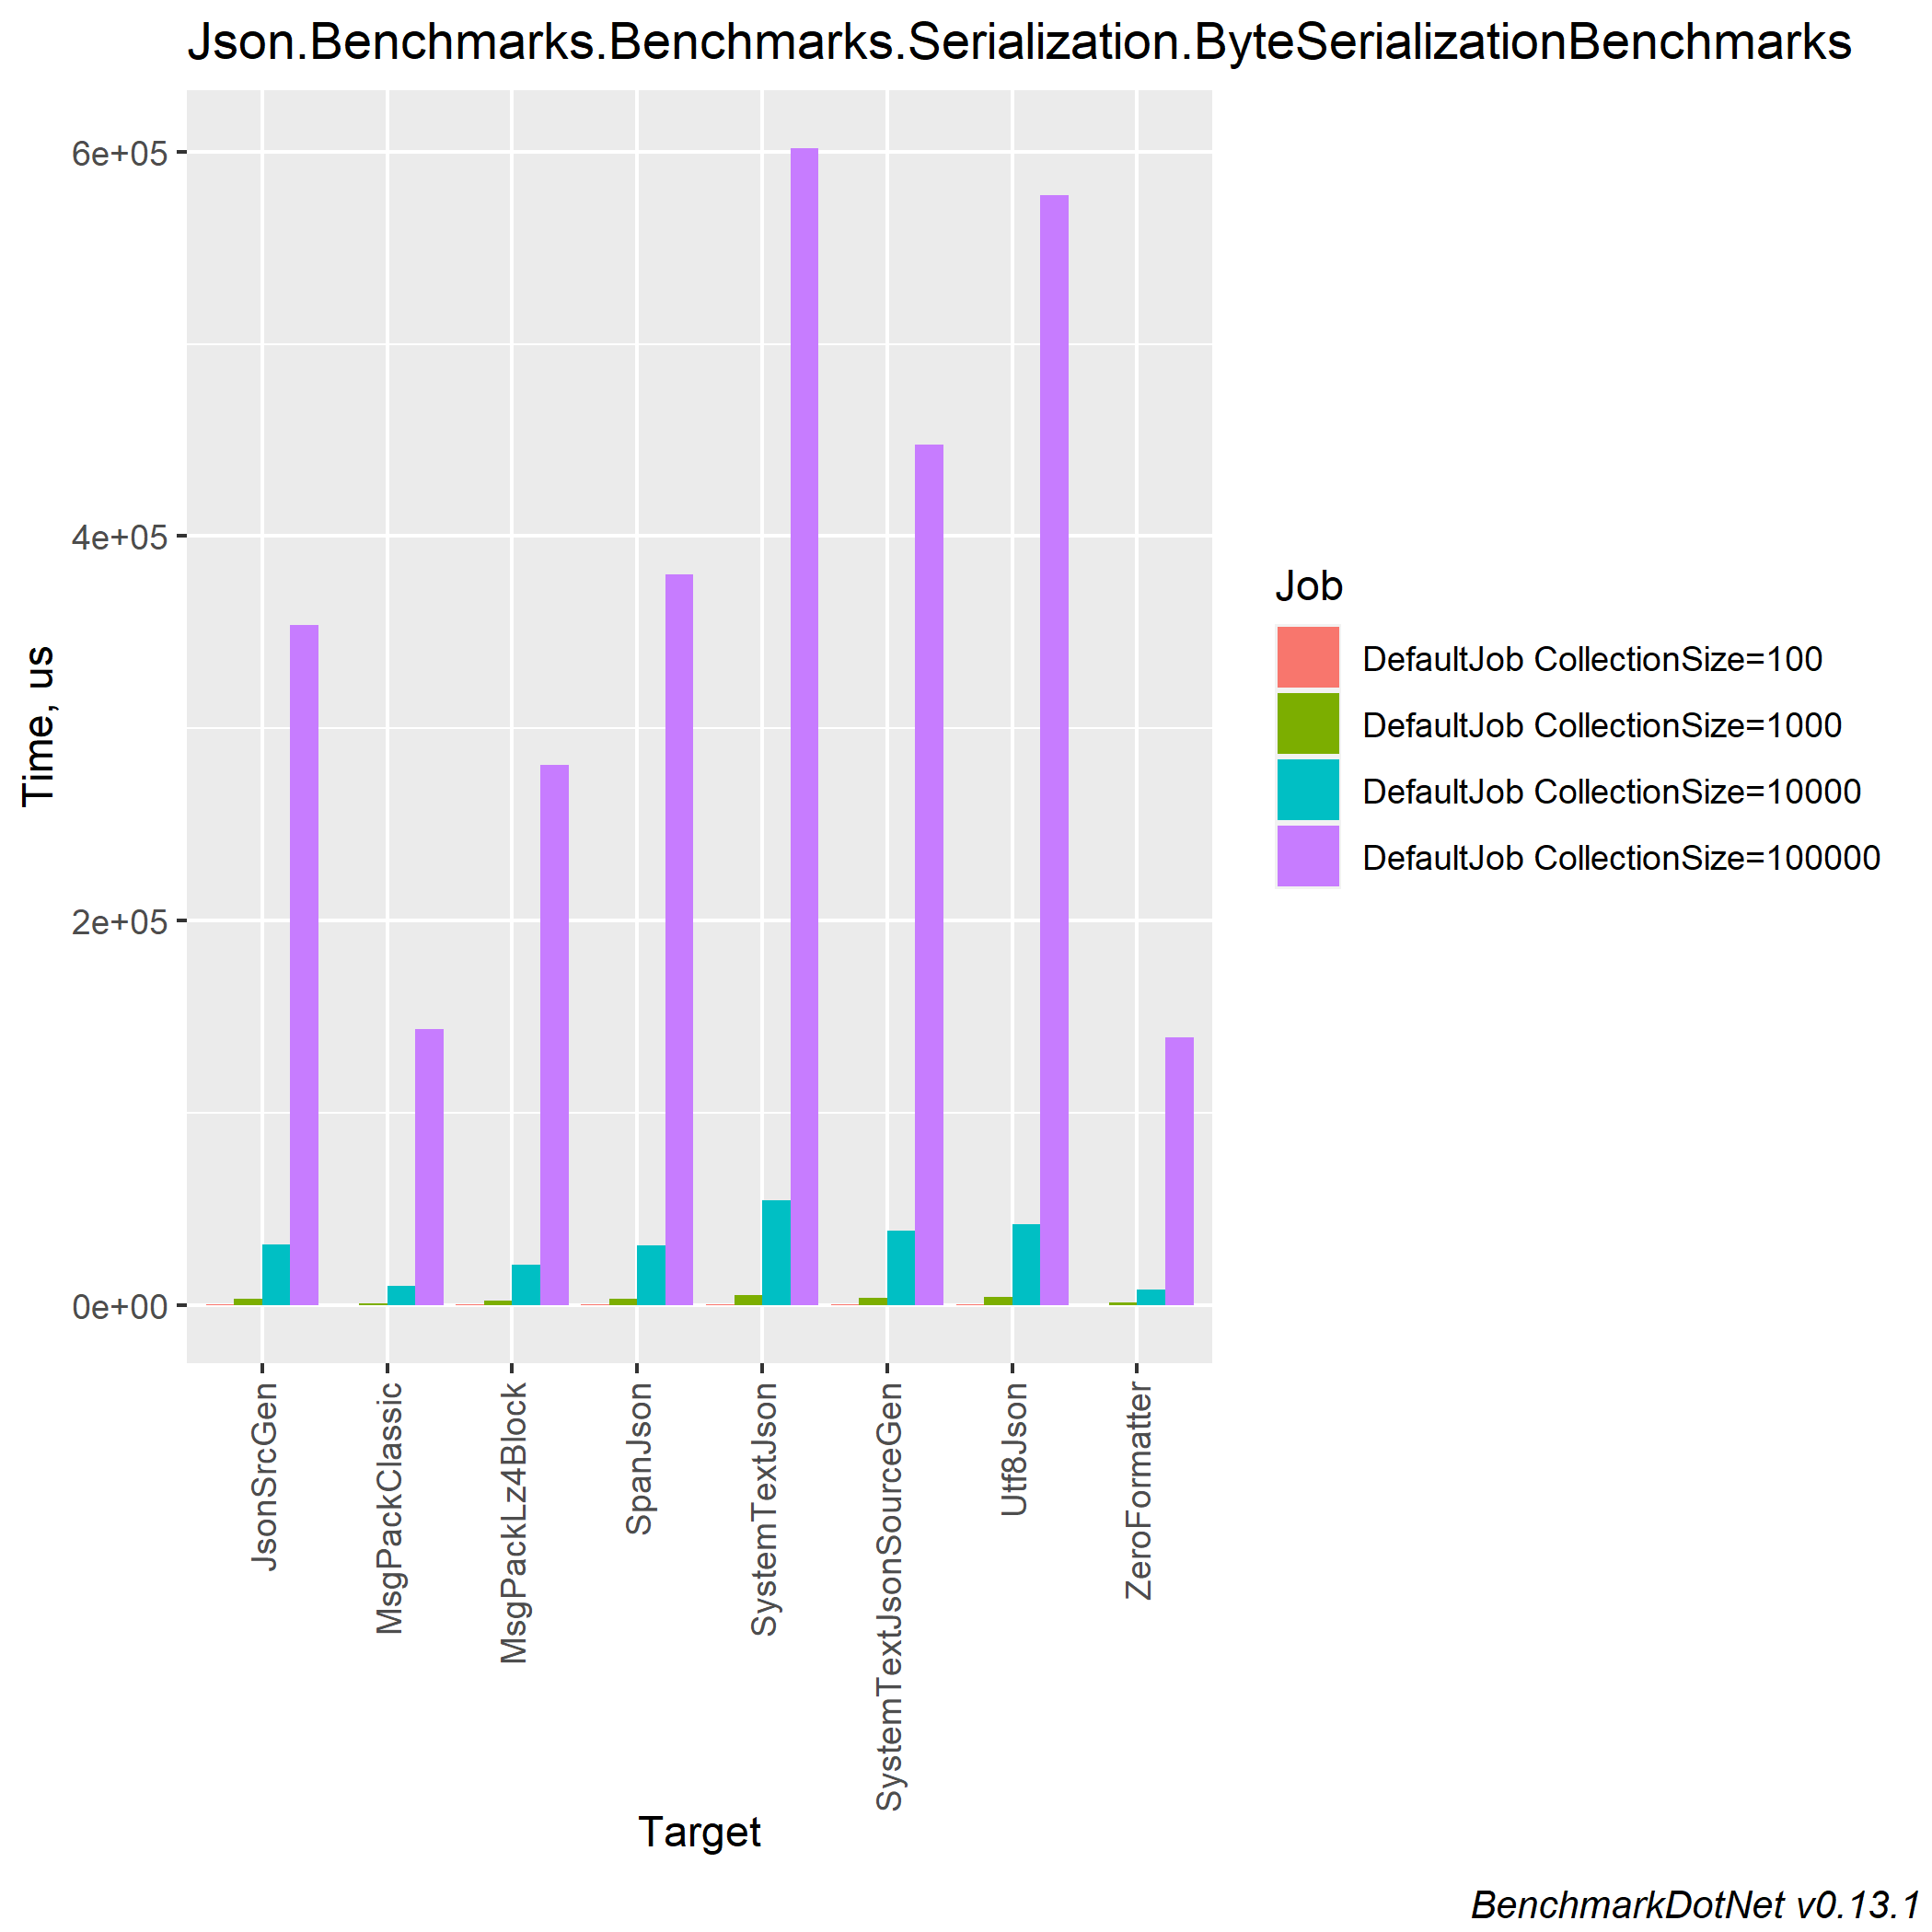 Json.Benchmarks.Benchmarks.Serialization.ByteSerializationBenchmarks
6e+05
4e+05
2e+05
0e+00
Time, us
JsonSrcGen
MsgPackClassic
MsgPackLz4Block
SpanJson
SystemTextJson
SystemTextJsonSourceGen
Utf8Json
ZeroFormatter
Target
Job
DefaultJob CollectionSize=100
DefaultJob CollectionSize=1000
DefaultJob CollectionSize=10000
DefaultJob CollectionSize=100000
BenchmarkDotNet v0.13.1